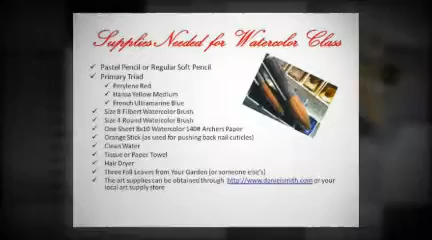 Supplies Needed for Watercolor Class
Pastel Pencil or Regular Soft Pencil
Primary Triad
Perylene Red
Hansa Yellow Medium
French Ultramarine Blue
Size 8 Filbert Watercolor Brush
Size 4 Round Watercolor Brush
One Sheet 8x10 Watercolor 140# Archers Paper
Orange Stick (as used for pushing back nail cuticles)
Clean Water
Tissue or Paper Towel
Hair Dryer
Three Fall Leaves from Your Garden (or someone else's)
The art supplies can be obtained through http://www.danielsmith.com or your
local art supply store